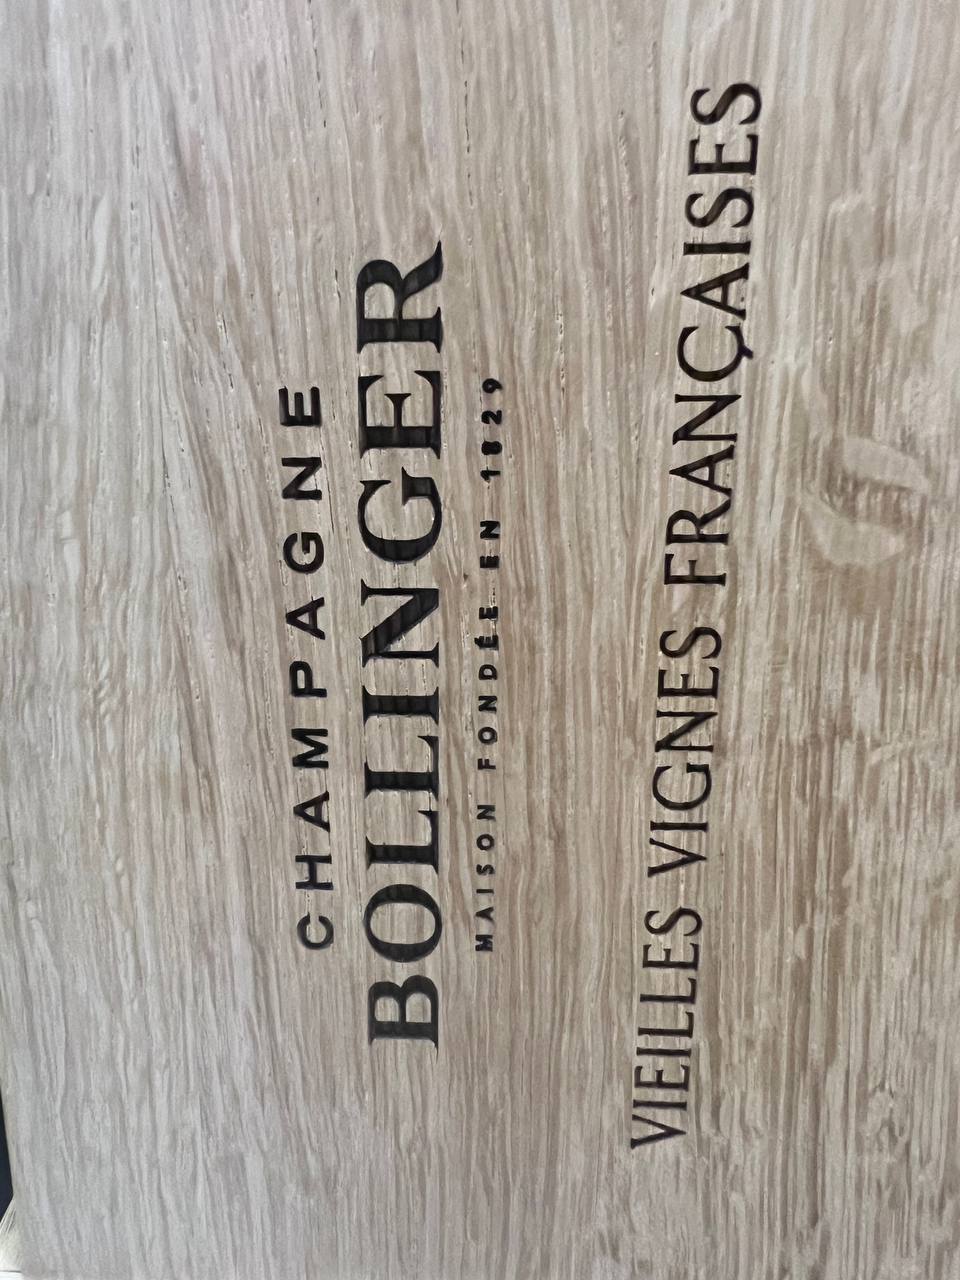 CHAMPAGNE
BOLLINGER
MAISON FONDÉE EN 1829
VIEILLES VIGNES FRANÇAISES